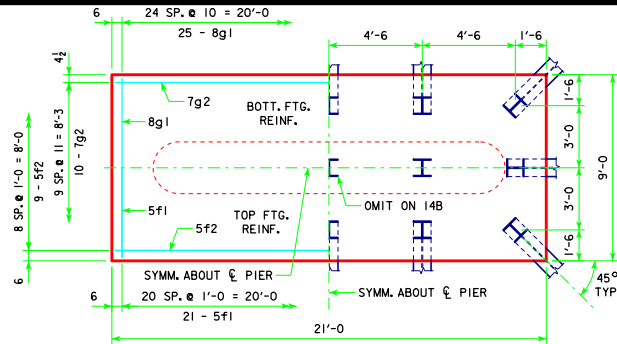 6
24 SP. @ 10 = 20'-0
25 - 8g1
4'-6
4'-6
1'-6
4½
7g2
BOTT. FTG.
REINF.
8g1
1'-6
3'-0
9'-0
3'-0
1'-6
8 SP. @ 1'-0 = 8'-0
9 - 5f2
9 SP. @ 11 = 8'-3
10 - 7g2
OMIT ON 14B
5f1
TOP FTG.
REINF.
5f2
6
SYMM. ABOUT ℄ PIER
45°
TYP
6
20 SP. @ 1'-0 = 20'-0
21 - 5f1
SYMM. ABOUT ℄ PIER
21'-0